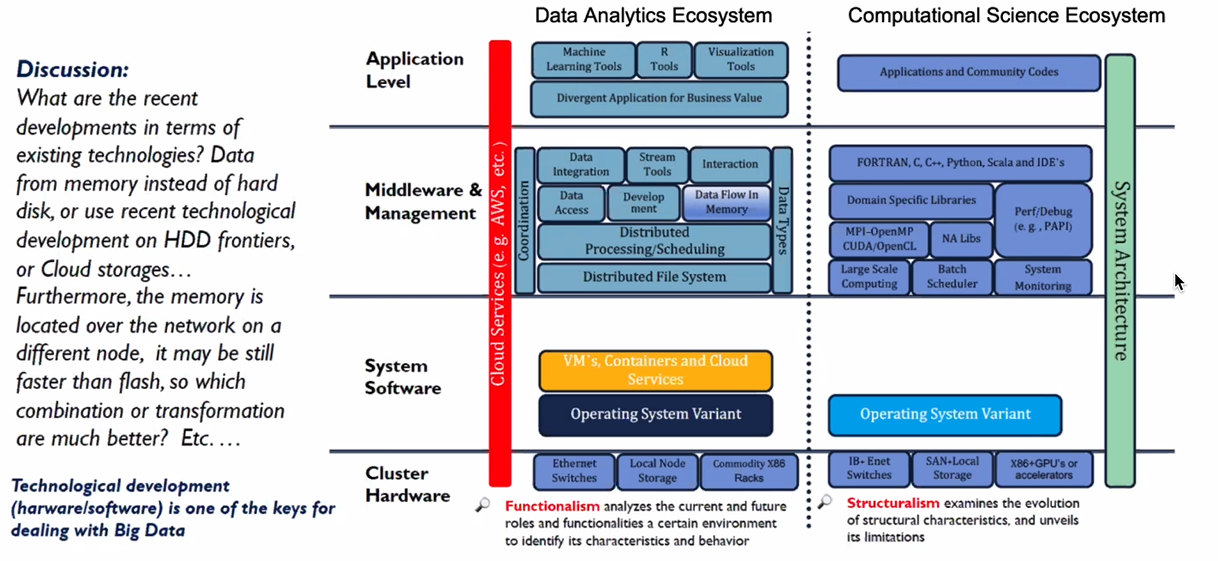 Data Analytics Ecosystem
Computational Science Ecosystem
Discussion:
What are the recent
developments in terms of
existing technologies? Data
from memory instead of hard
disk, or use recent technological
development on HDD frontiers,
or Cloud storages…
Furthermore, the memory is
located over the network on a
different node, it may be still
faster than flash, so which
combination or transformation
are much better? Etc. …
Technological development
(harware/software) is one of the keys for
dealing with Big Data
Application
Level
Cloud Services (e. g. AWS, etc. )
Machine
Learning Tools
R
Tools
Visualization
Tools
Divergent Application for Business Value
Applications and Community Codes
System Architecture
Middleware &
Management
Coordination
Data
Integration
Stream
Tools
Interaction
Data
Access
Develop
ment
Data Flow In
Memory
Distributed
Processing/Scheduling
Distributed File System
Data Types
FORTRAN, C, C++, Python, Scala and IDE`s
Domain Specific Libraries
Perf/Debug
(e. g. , PAPI)
MPI-OpenMP
CUDA/OpenCL
NA Libs
Large Scale
Computing
Batch
Scheduler
System
Monitoring
System
Software
VM`s, Containers and Cloud
Services
Operating System Variant
Operating System Variant
Cluster
Hardware
Ethernet
Switches
Local Node
Storage
Commodity X86
Racks
IB+ Enet
Switches
SAN+Local
Storage
X86+GPU's or
accelerators
Functionalism analyzes the current and future
roles and functionalities a certain environment
to identify its characteristics and behavior
Structuralism examines the evolution
of structural characteristics, and unveils
its limitations